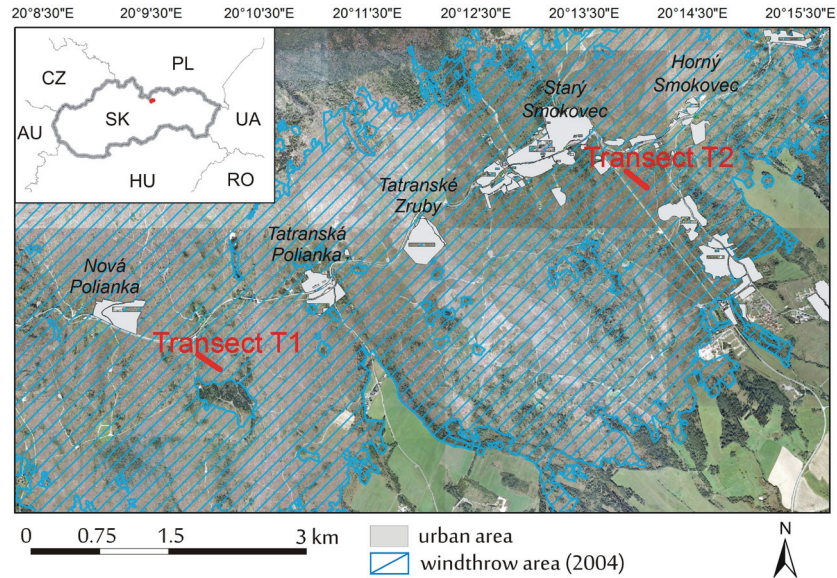 20°8'30"E 20°9'30"E 20°10'30"E 20°11'30"E 20°12'30"E 20°13'30"E 20°14'30"E 20°15'30"E
CZ
PL
SK
UA
AU
HU
RO
Starý
Smokovec
Horný
Smokovec
Transect T2
Tatranské
Zruby
Tatranská
Polianka
Nová
Polianka
Transect T1
0 0.75 1.5 3 km
urban area
windthrow area (2004)
N